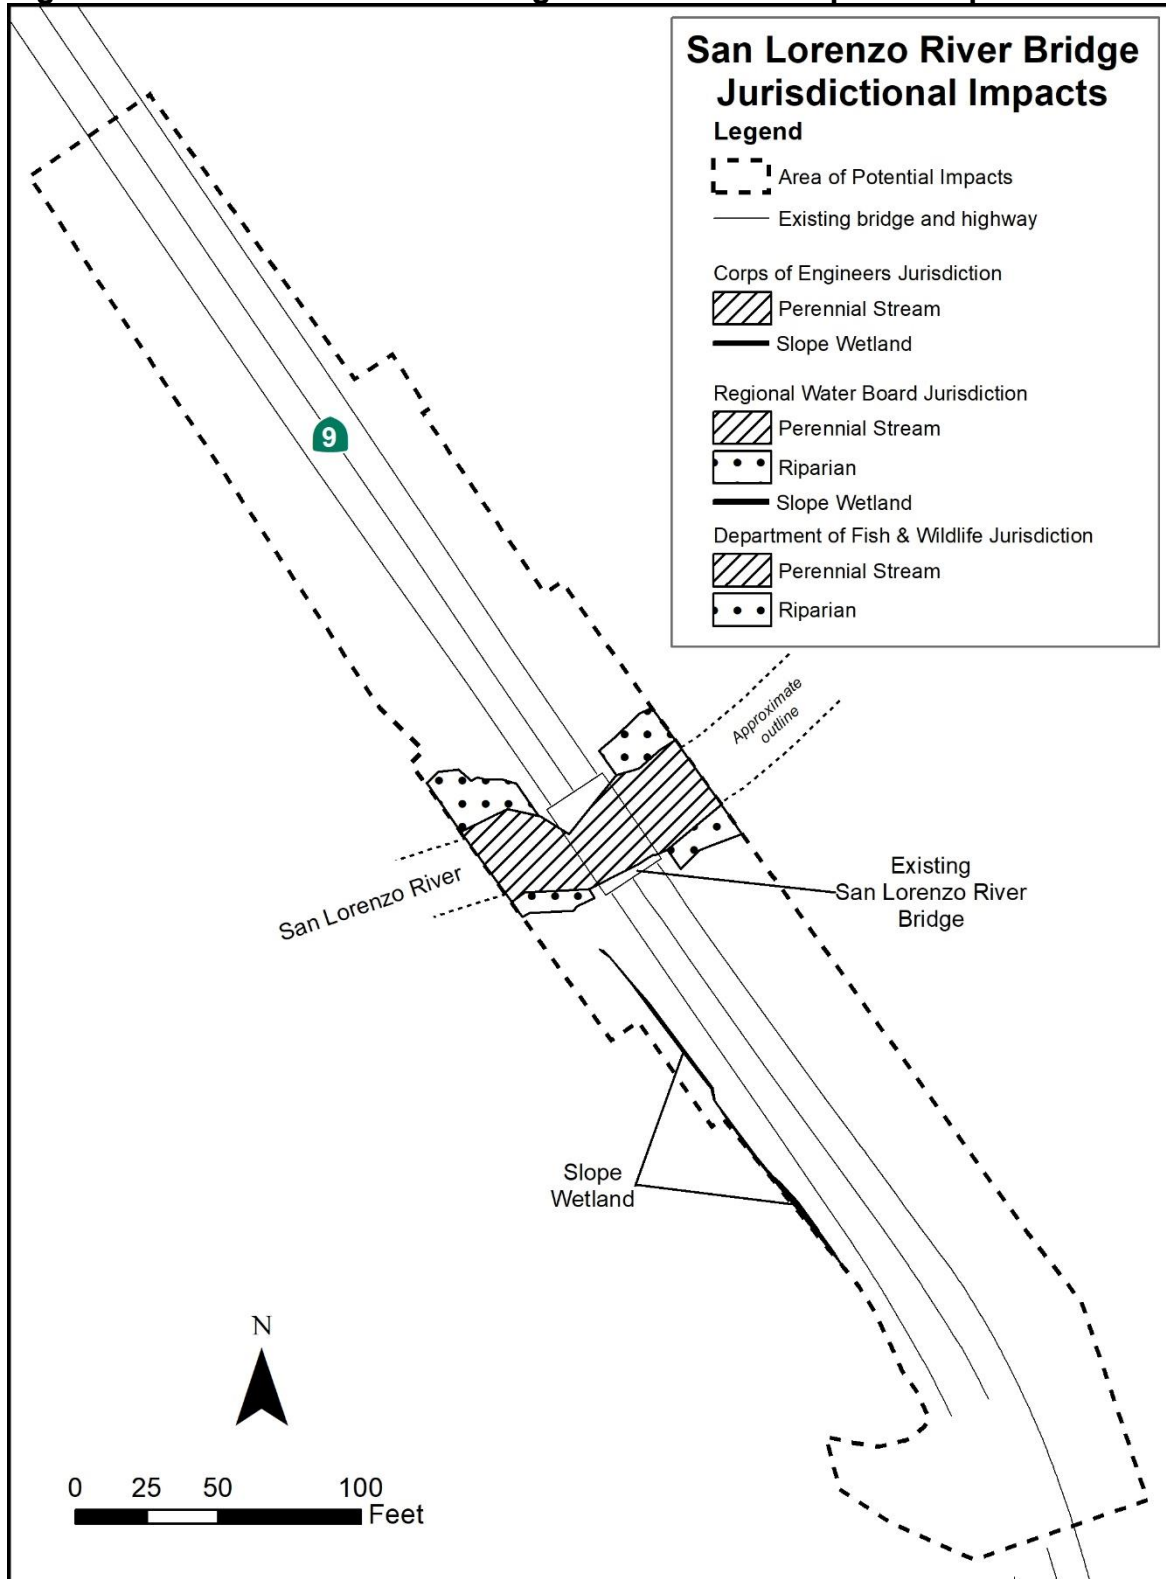 San Lorenzo River Bridge
Jurisdictional Impacts
Legend
Area of Potential Impacts
Existing bridge and highway
Corps of Engineers Jurisdiction
Perennial Stream
Slope Wetland
Regional Water Board Jurisdiction
Perennial Stream
Riparian
Slope Wetland
Department of Fish & Wildlife Jurisdiction
Perennial Stream
Riparian
9
Approximate
outline
San Lorenzo River
Existing
San Lorenzo River
Bridge
Slope
Wetland
N
0 25 50 100
Feet